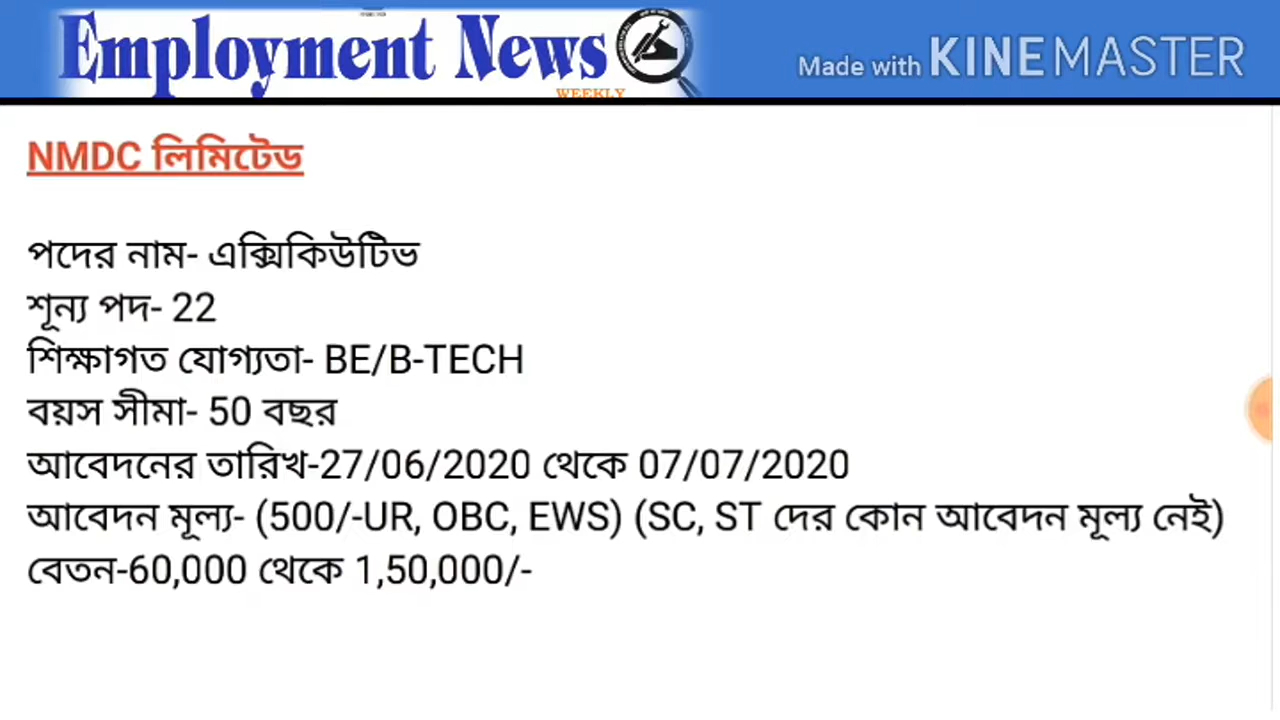 Employment News
WEEKLY
Made with KINEMASTER
NMDC লিমিটেড
পদের নাম- এক্সিকিউটিভ
শূন্য পদ- 22
শিক্ষাগত যোগ্যতা- BE/B-TECH
বয়স সীমা- 50 বছর
আবেদনের তারিখ-27/06/2020 থেকে 07/07/2020
আবেদন মূল্য- (500/-UR, OBC, EWS) (SC, ST দের কোন আবেদন মূল্য নেই)
বেতন-60,000 থেকে 1,50,000/-